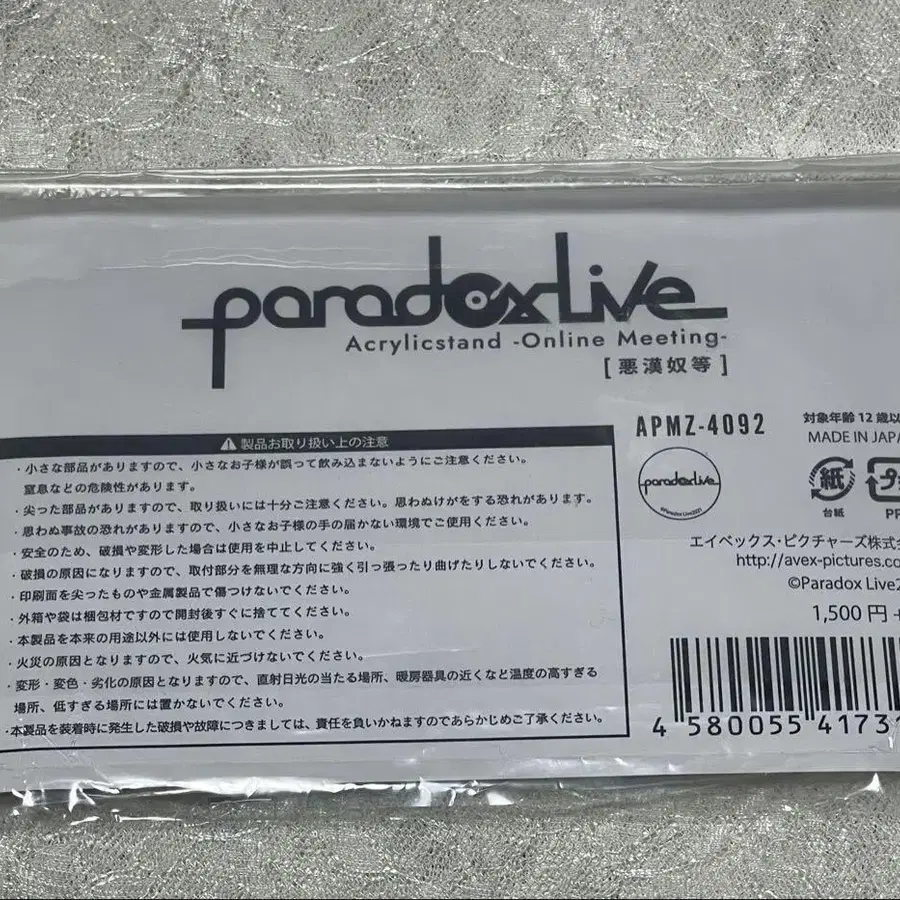 paradox Live
Acrylicstand -Online Meeting-
[悪漢奴等]
製品お取り扱い上の注意
・小さな部品がありますので、小さなお子様が誤って飲み込まないようにご注意ください。
窒息などの危険性があります。
・尖った部品がありますので、取り扱いには十分ご注意ください。思わぬけがをする恐れがあります。
・思わぬ事故の恐れがありますので、小さなお子様の手の届かない環境でご使用ください。
・安全のため、破損や変形した場合は使用を中止してください。
・破損の原因になりますので、取付部分を無理な方向に強く引っ張ったり曲げたりしないでください。
・印刷面を尖ったものや金属製品で傷つけないでください。
・外箱や袋は梱包材ですので開封後すぐに捨ててください。
・本製品を本来の用途以外には使用しないでください。
・火災の原因となりますので、火気に近づけないでください。
・変形・変色・劣化の原因となりますので、直射日光の当たる場所、暖房器具の近くなど温度の高すぎる
場所、低すぎる場所には置かないでください。
・本製品を装着時に発生した破損や故障につきましては、責任を負いかねますのであらかじめご了承ください。
APMZ-4092
対象年齢12歳以
MADE IN JAPA
paradox Live
©Paradox Live2021
紙
台紙
プ
PP
エイベックス・ピクチャーズ株式会
http://avex-pictures.co
©Paradox Live2
1,500円+
4 580055 41731